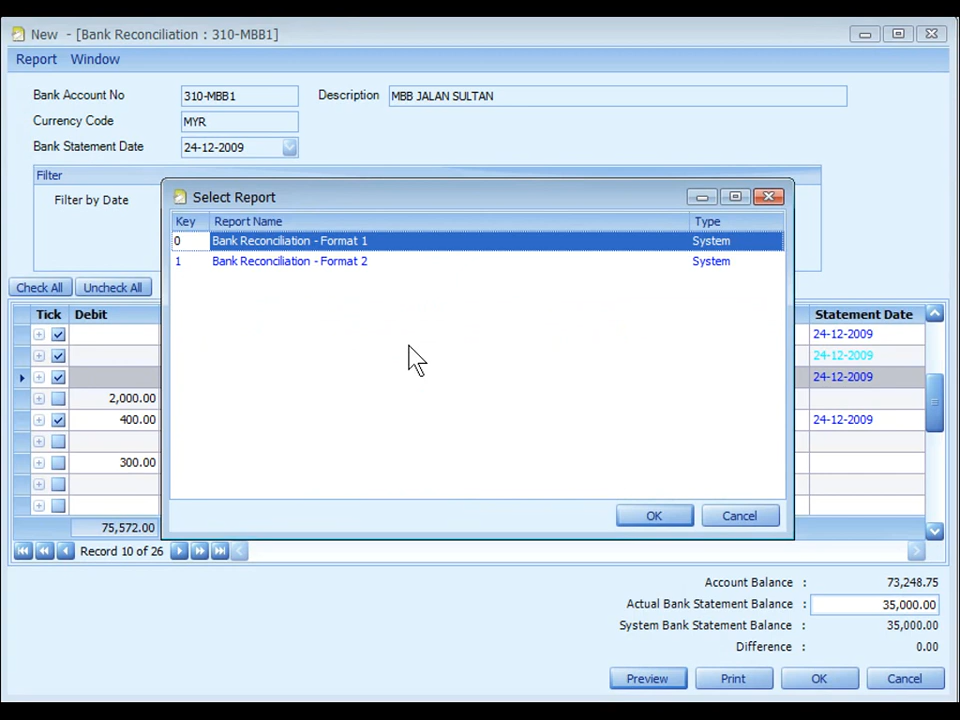 New - [Bank Reconciliation : 310-MBB1]
Report Window
Bank Account No 310-MBB1 Description MBB JALAN SULTAN
Currency Code MYR
Bank Statement Date 24-12-2009
Filter
Filter by Date
Select Report
Key Report Name Type
0 Bank Reconciliation - Format 1 System
1 Bank Reconciliation - Format 2 System
OK Cancel
Check All Uncheck All
Tick Debit Statement Date
24-12-2009
24-12-2009
24-12-2009
2,000.00
400.00 24-12-2009
300.00
75,572.00
Record 10 of 26
Account Balance : 73,248.75
Actual Bank Statement Balance : 35,000.00
System Bank Statement Balance : 35,000.00
Difference : 0.00
Preview Print OK Cancel